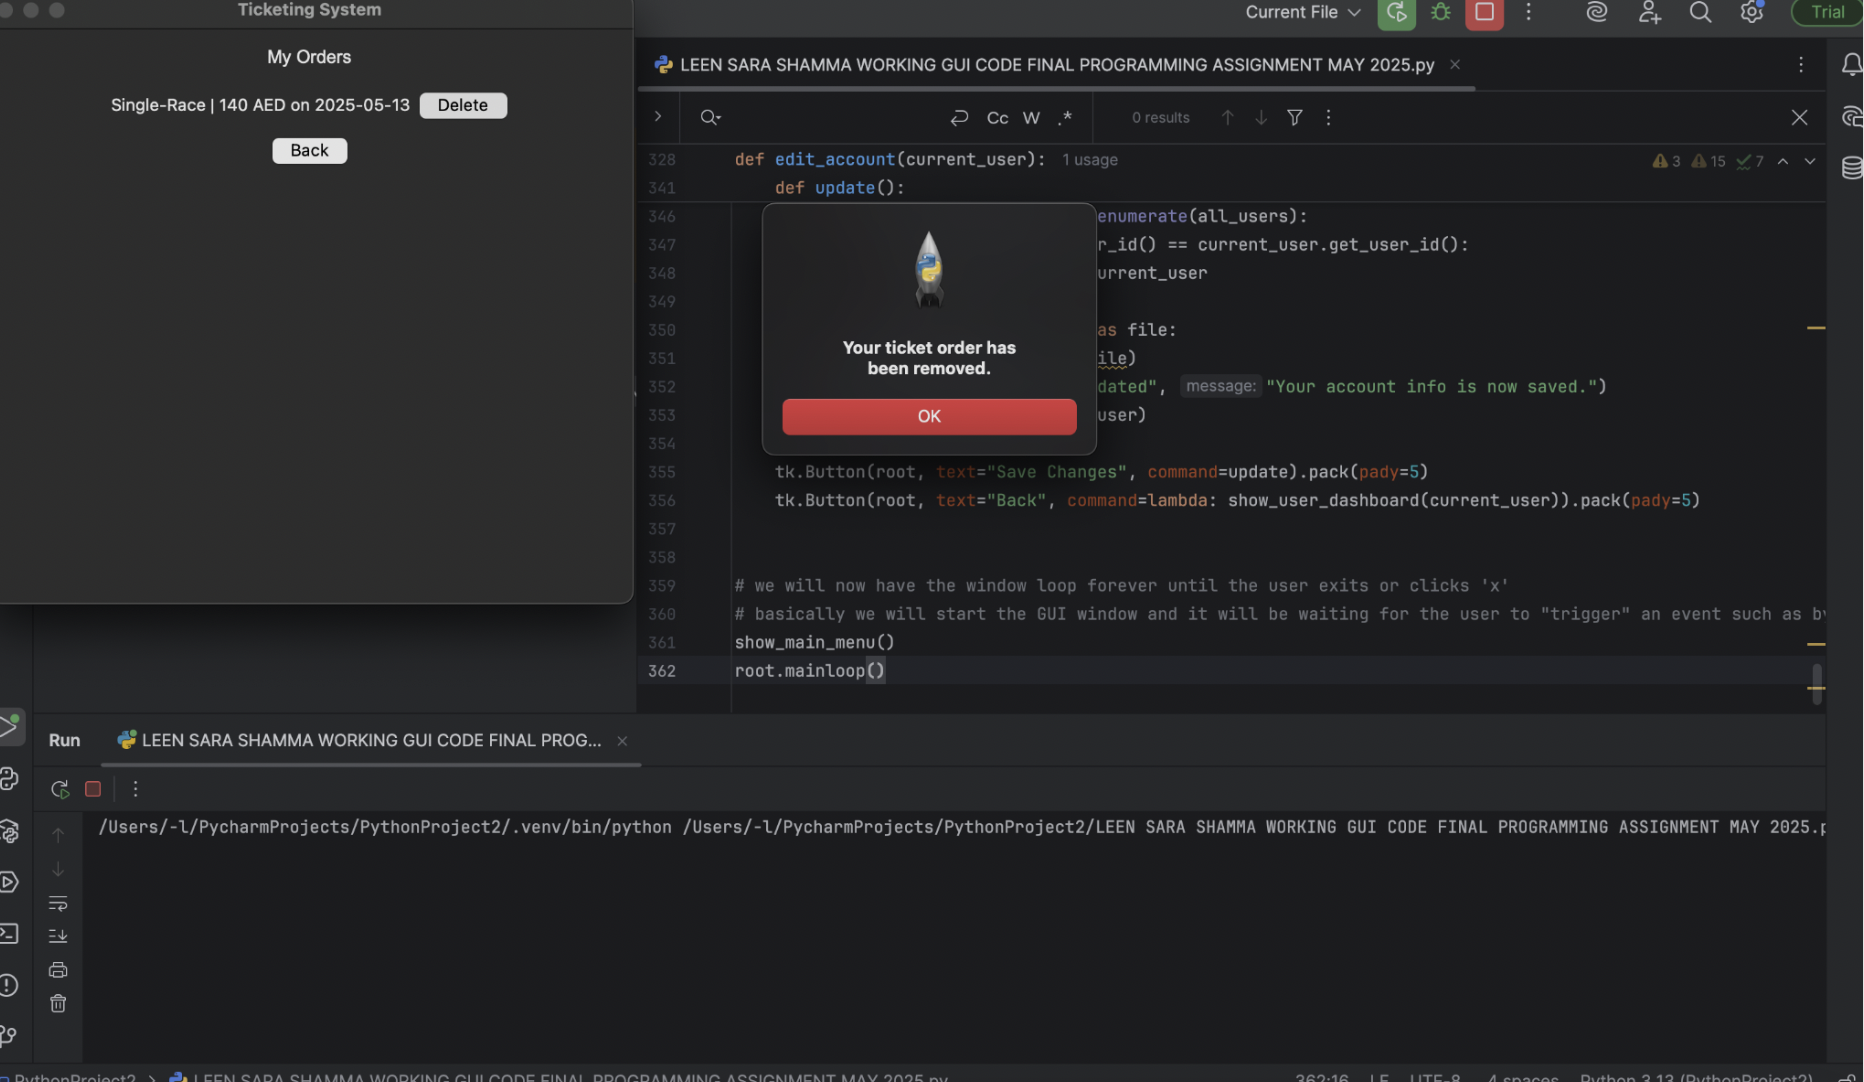 Ticketing System
My Orders
Single-Race | 140 AED on 2025-05-13 Delete
Back
Current File
Trial
LEEN SARA SHAMMA WORKING GUI CODE FINAL PROGRAMMING ASSIGNMENT MAY 2025.py
Cc W .* 0 results
328 def edit_account(current_user): 1 usage
3 15 7
341 def update():
346 enumerate(all_users):
347 r_id() == current_user.get_user_id():
348 urrent_user
349
350 as file:
351 ile)
352 dated", message: "Your account info is now saved.")
353 user)
354
355 tk.Button(root, text="Save Changes", command=update).pack(pady=5)
356 tk.Button(root, text="Back", command=lambda: show_user_dashboard(current_user)).pack(pady=5)
357
358
359 # we will now have the window loop forever until the user exits or clicks 'x'
360 # basically we will start the GUI window and it will be waiting for the user to "trigger" an event such as by
361 show_main_menu()
362 root.mainloop()
Your ticket order has
been removed.
OK
Run LEEN SARA SHAMMA WORKING GUI CODE FINAL PROG...
/Users/-l/PycharmProjects/PythonProject2/.venv/bin/python /Users/-l/PycharmProjects/PythonProject2/LEEN SARA SHAMMA WORKING GUI CODE FINAL PROGRAMMING ASSIGNMENT MAY 2025.p
PythonProject2 > LEEN SARA SHAMMA WORKING GUI CODE FINAL PROGRAMMING ASSIGNMENT MAY 2025.py 362:16 LF UTF-8 4 spaces Python 3.13 (PythonProject2)